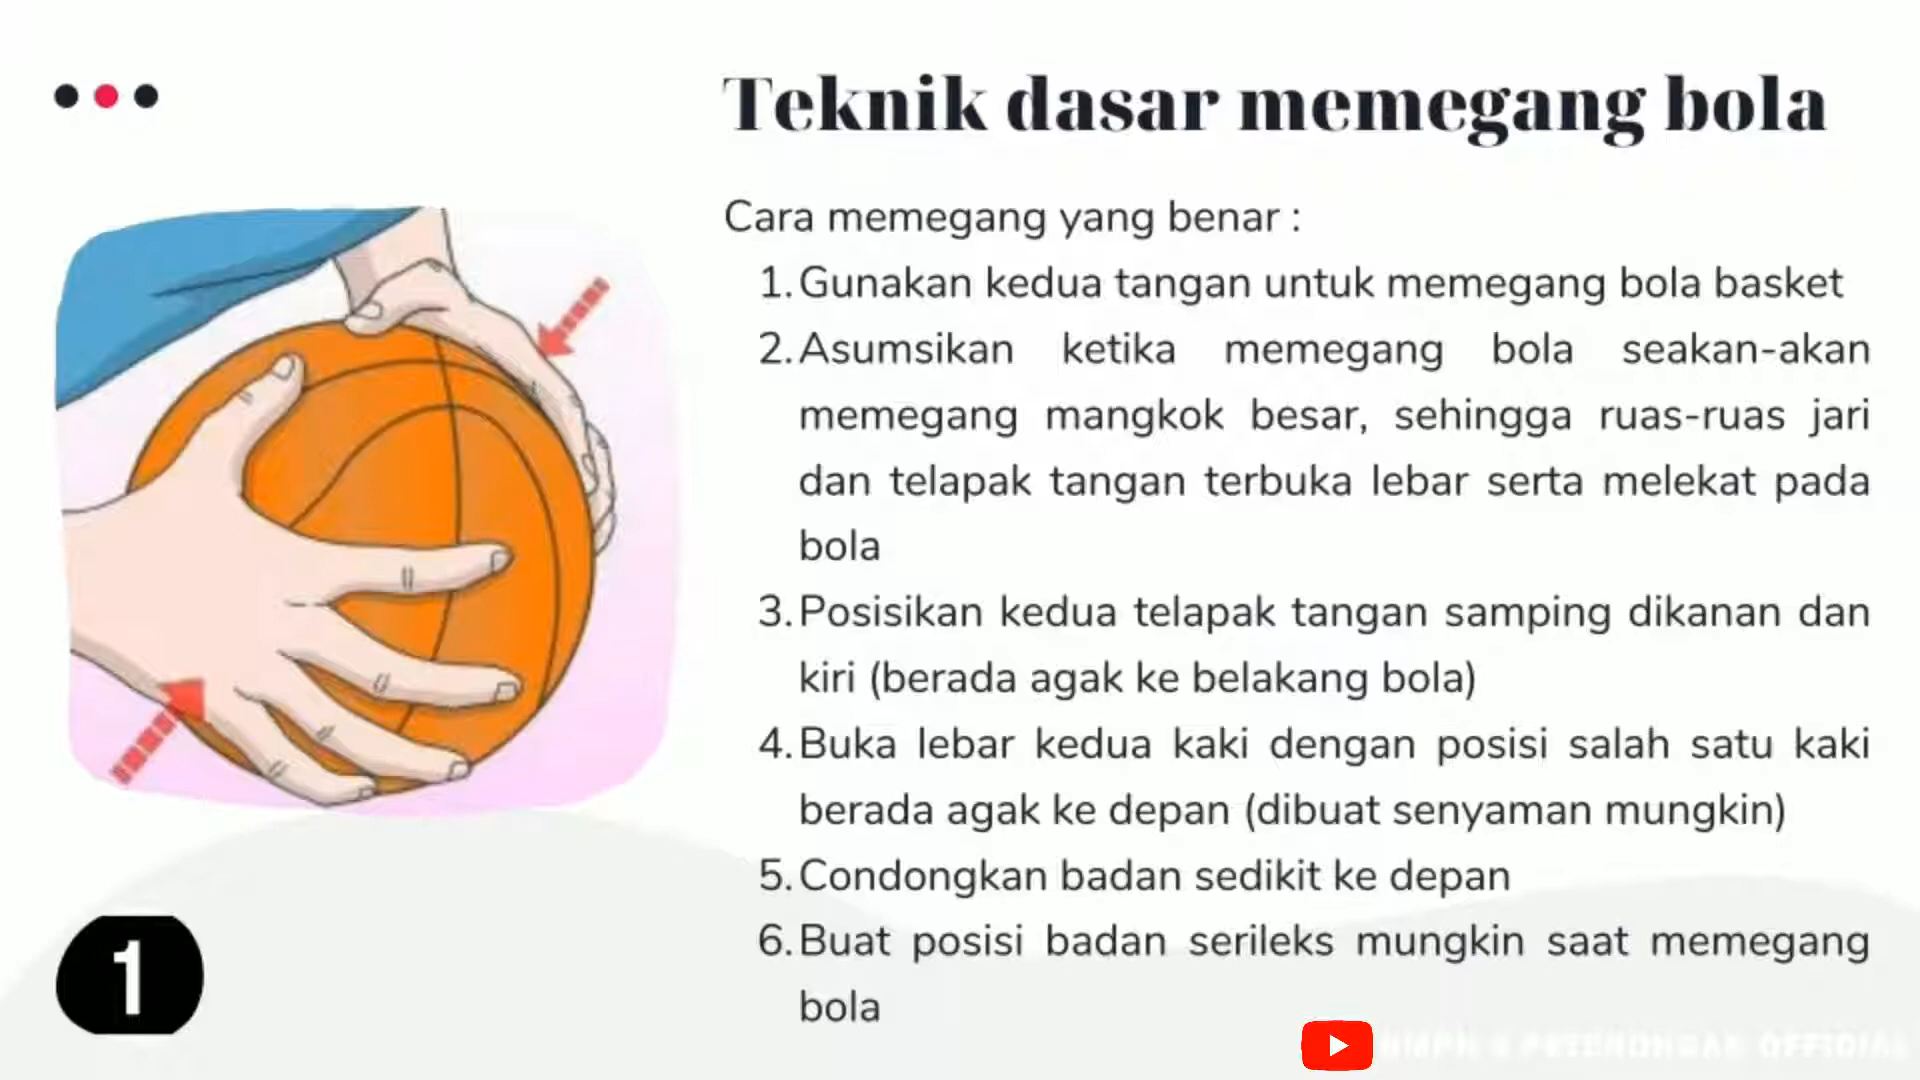 Teknik dasar memegang bola
Cara memegang yang benar :
1. Gunakan kedua tangan untuk memegang bola basket
2. Asumsikan ketika memegang bola seakan-akan
memegang mangkok besar, sehingga ruas-ruas jari
dan telapak tangan terbuka lebar serta melekat pada
bola
3. Posisikan kedua telapak tangan samping dikanan dan
kiri (berada agak ke belakang bola)
4. Buka lebar kedua kaki dengan posisi salah satu kaki
berada agak ke depan (dibuat senyaman mungkin)
5. Condongkan badan sedikit ke depan
6. Buat posisi badan serileks mungkin saat memegang
bola
1
OFFICIAL